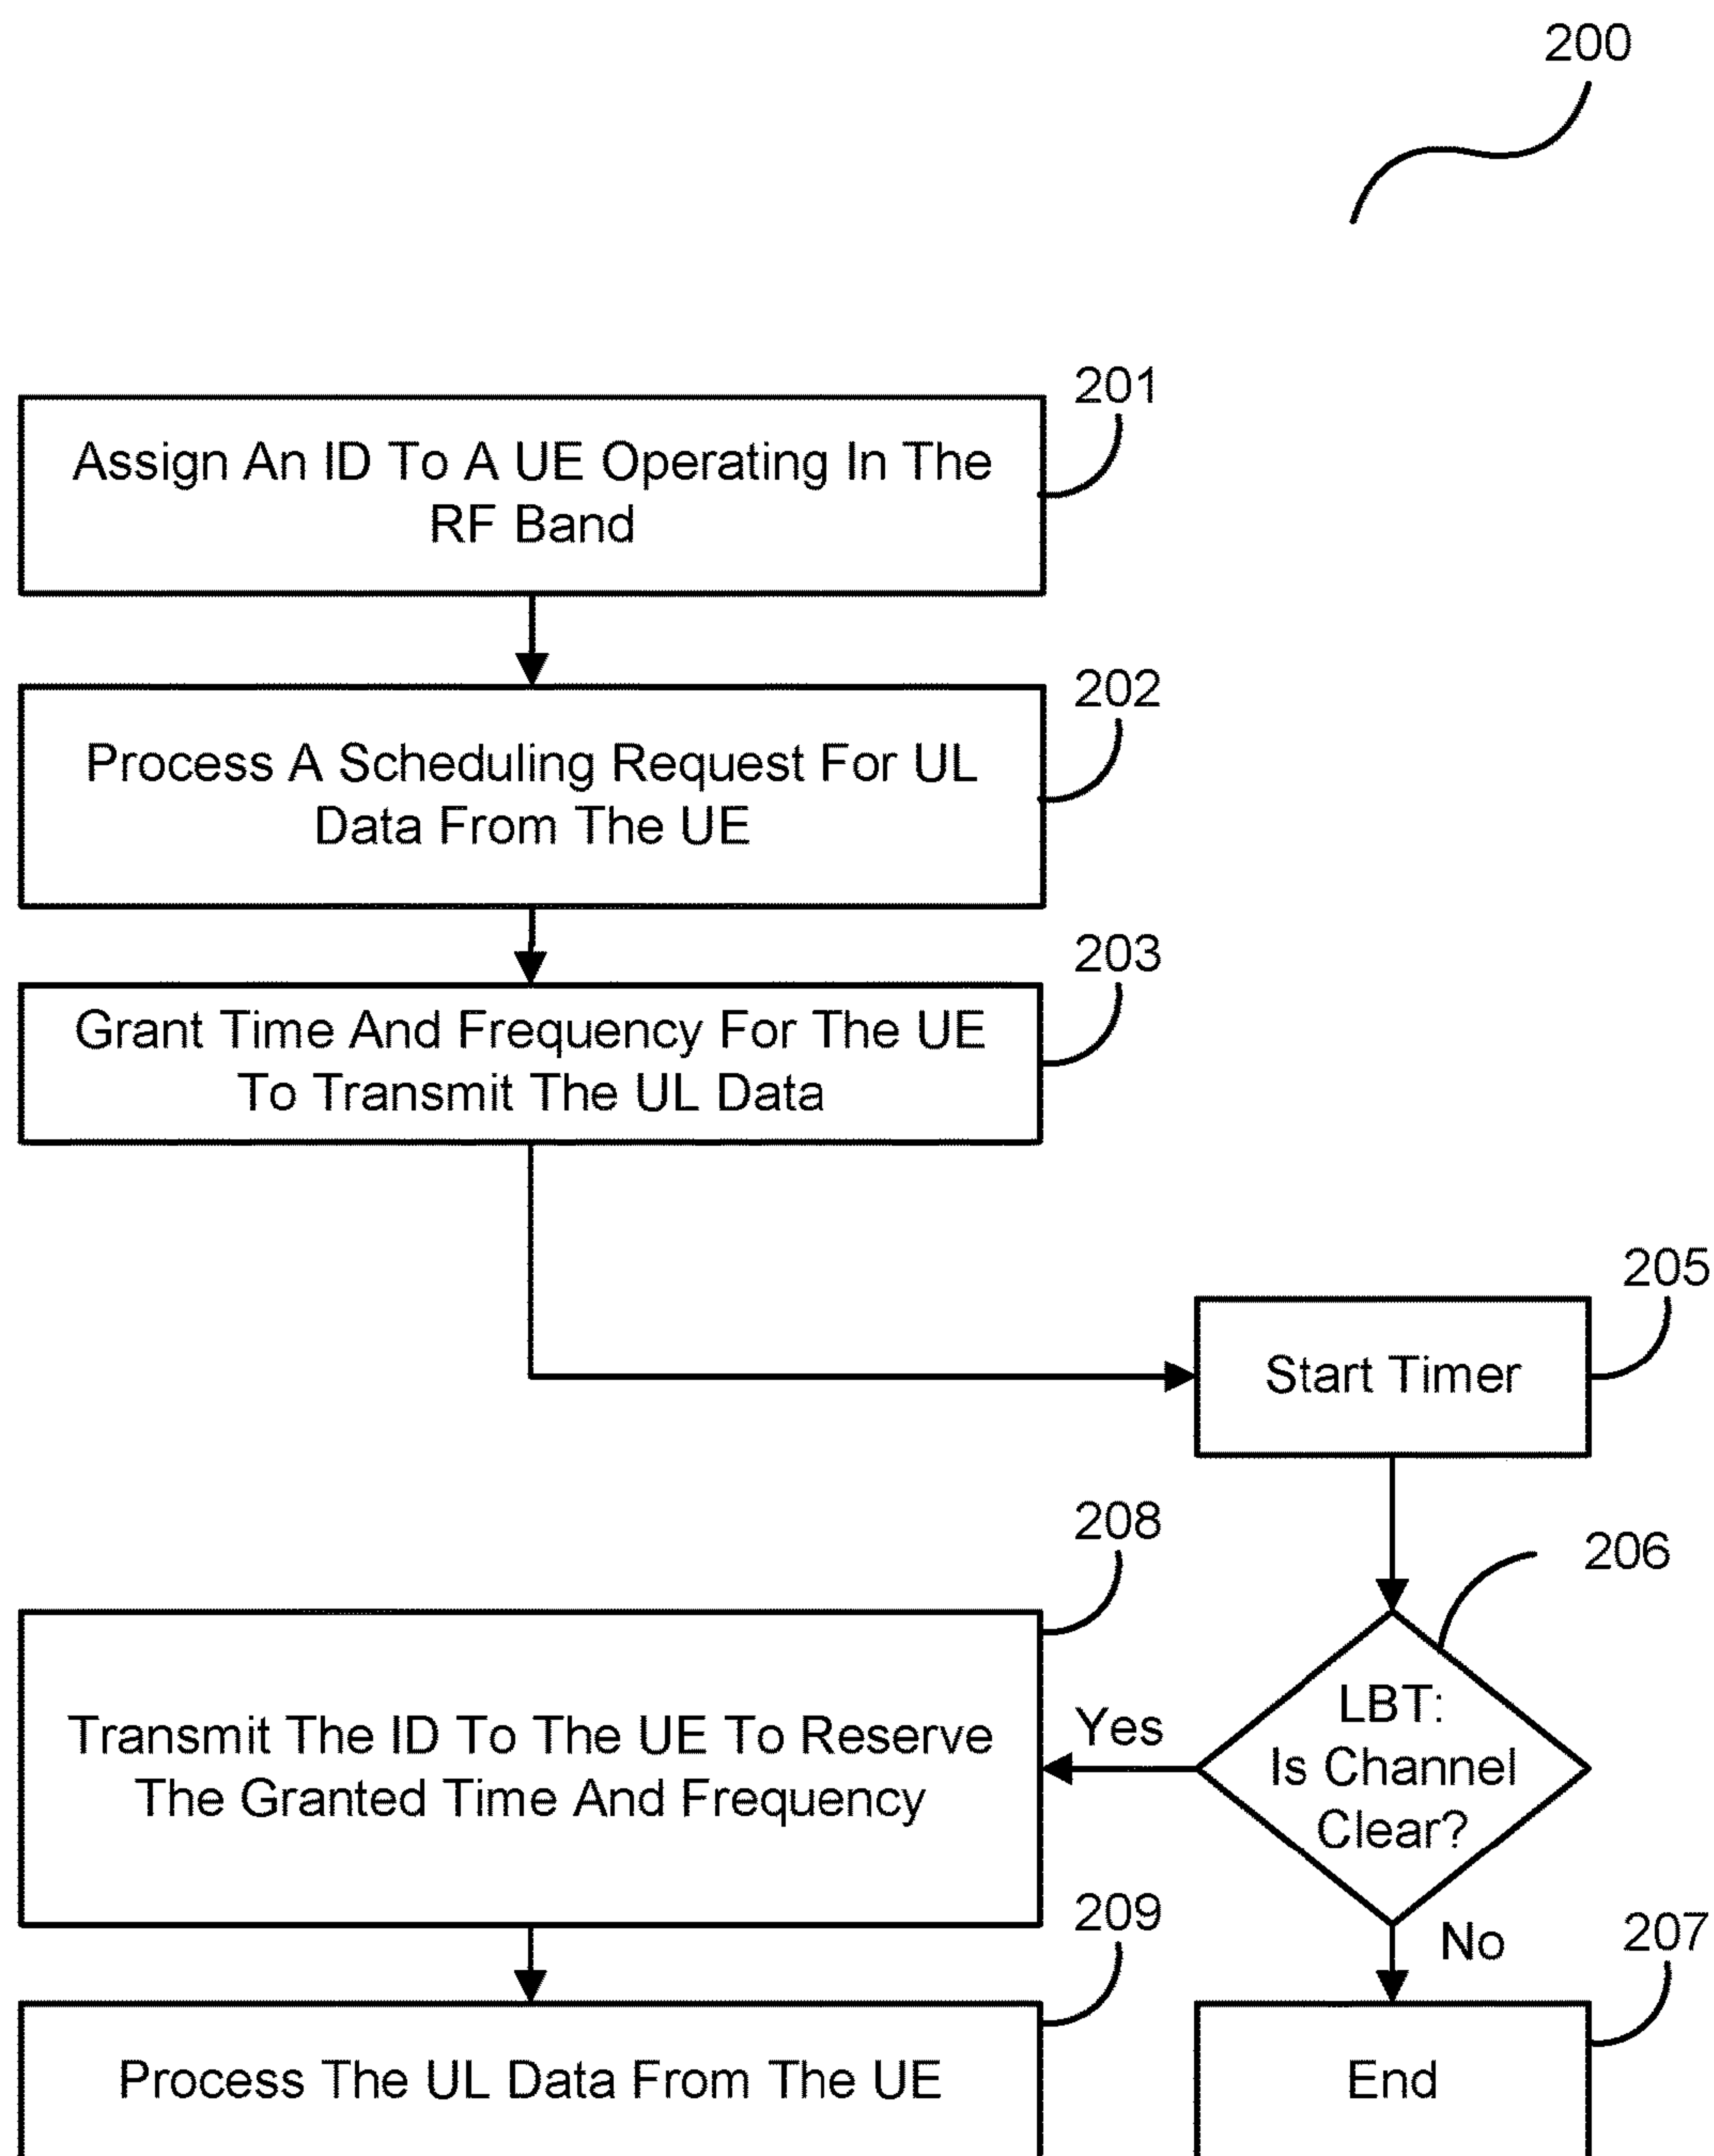 200
201
Assign An ID To A UE Operating In The
RF Band
202
Process A Scheduling Request For UL
Data From The UE
203
Grant Time And Frequency For The UE
To Transmit The UL Data
205
Start Timer
208
206
Transmit The ID To The UE To Reserve
The Granted Time And Frequency
Yes
LBT:
Is Channel
Clear?
No
209
207
Process The UL Data From The UE
End